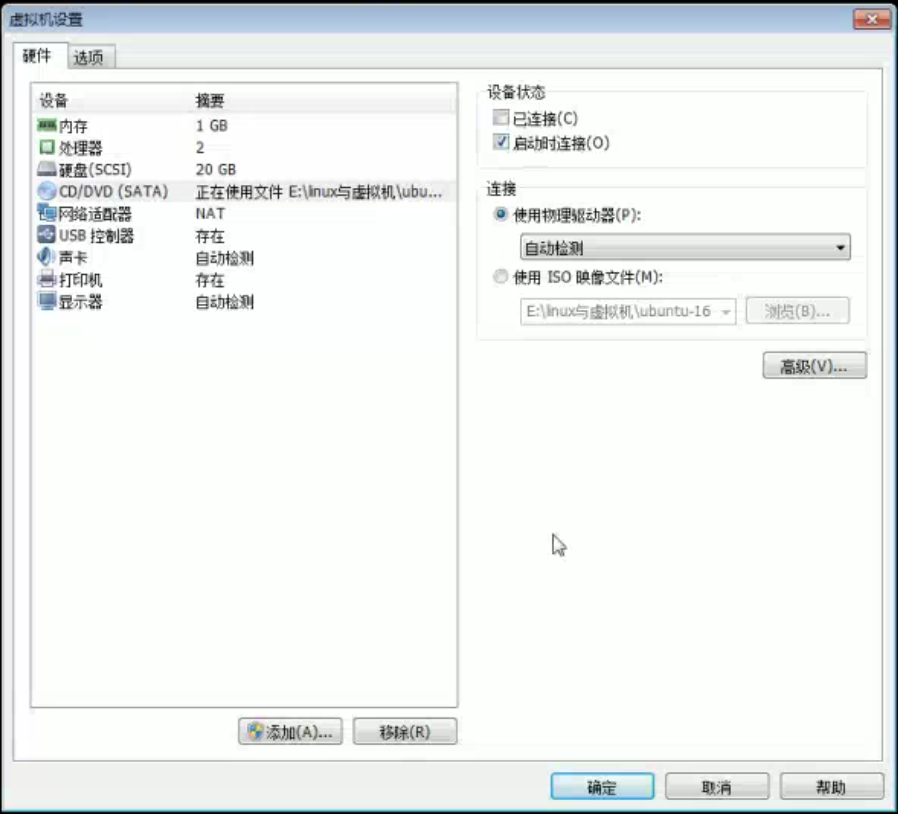 虚拟机设置
硬件 选项
设备 摘要
内存 1 GB
处理器 2
硬盘(SCSI) 20 GB
CD/DVD (SATA) 正在使用文件 E:\linux与虚拟机\ubu...
网络适配器 NAT
USB 控制器 存在
声卡 自动检测
打印机 存在
显示器 自动检测
添加(A)... 移除(R)
设备状态
已连接(C)
启动时连接(O)
连接
使用物理驱动器(P):
自动检测
使用 ISO 映像文件(M):
E:\linux与虚拟机\ubuntu-16 浏览(B)...
高级(V)...
确定 取消 帮助